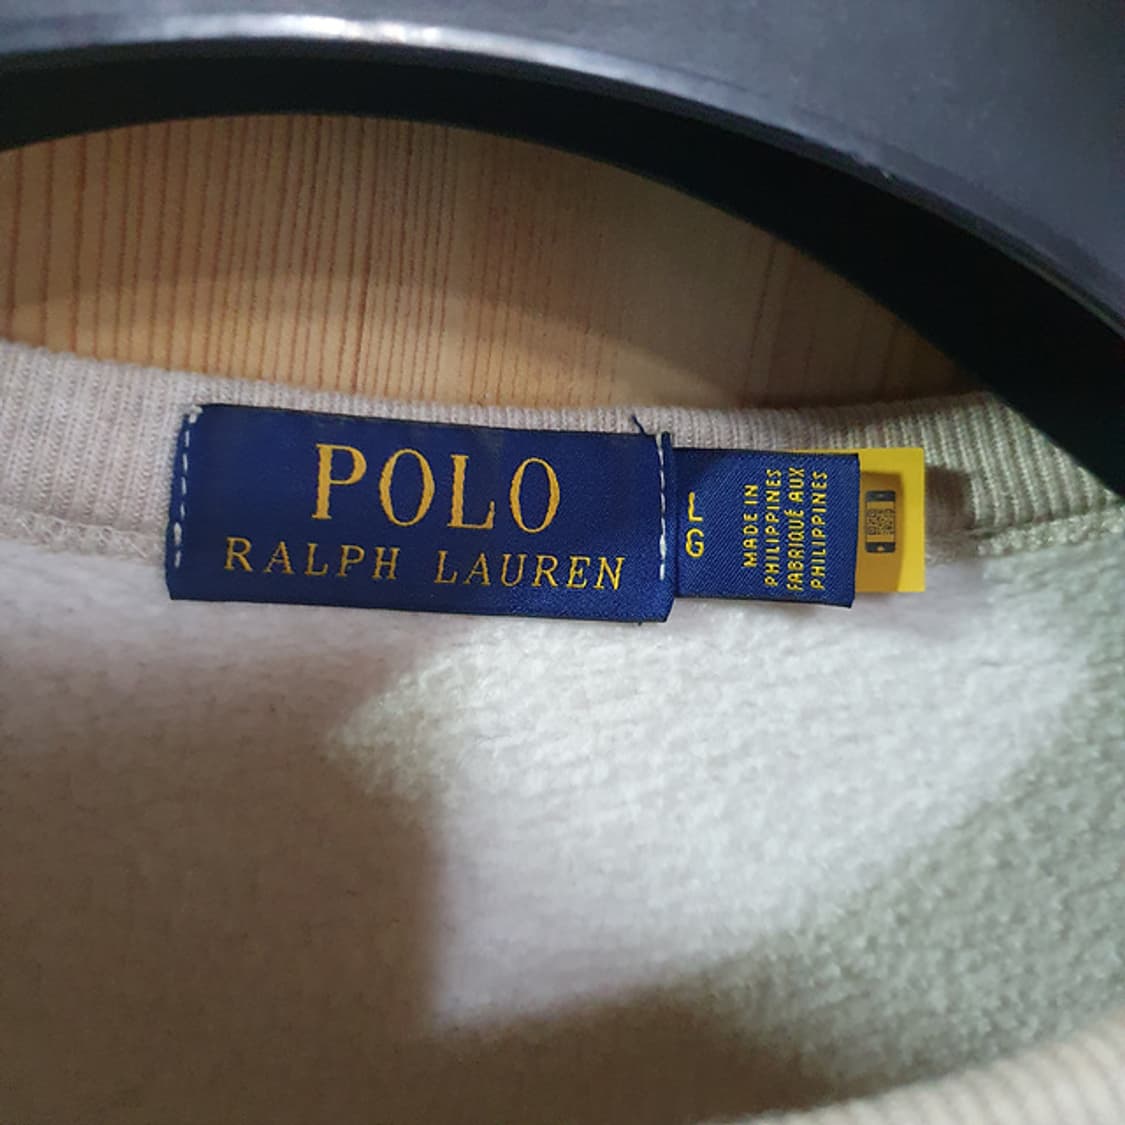 POLO
RALPH LAUREN
L
G
MADE IN
PHILIPPINES
FABRIQUÉ AUX
PHILIPPINES